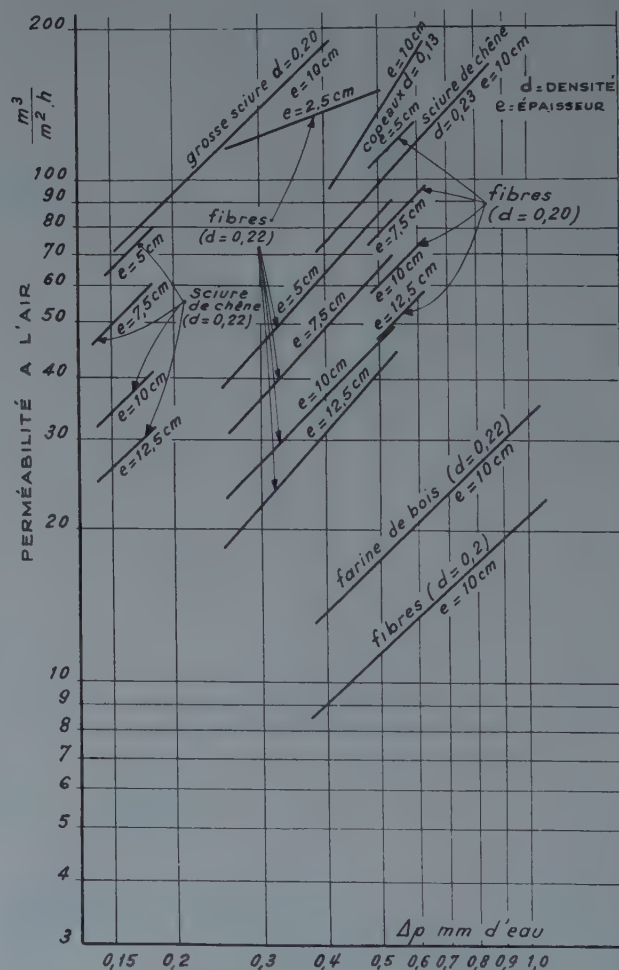 200
m³
m².h
100
90
80
70
60
50
40
30
20
10
9
8
7
6
5
4
3
PERMÉABILITÉ A L'AIR
grosse sciure d=0.20
e = 10cm
e = 2,5cm
e = 10cm
copeaux d = 0,13
e = 5cm
sciure de chêne
d = 0,23 e = 10cm
d = DENSITÉ
e = ÉPAISSEUR
fibres
(d = 0,20)
e = 7,5cm
e = 10cm
e = 12,5cm
fibres
(d = 0,22)
e = 5cm
e = 7,5cm
e = 10cm
e = 12,5cm
e = 5cm
e = 7,5cm
sciure
de chêne
(d = 0,22)
e = 10cm
e = 12,5cm
farine de bois (d = 0,22)
e = 10cm
fibres (d = 0,2)
e = 10cm
Δp mm d'eau
0,15 0,2 0,3 0,4 0,5 0,6 0,7 0,8 0,9 1,0